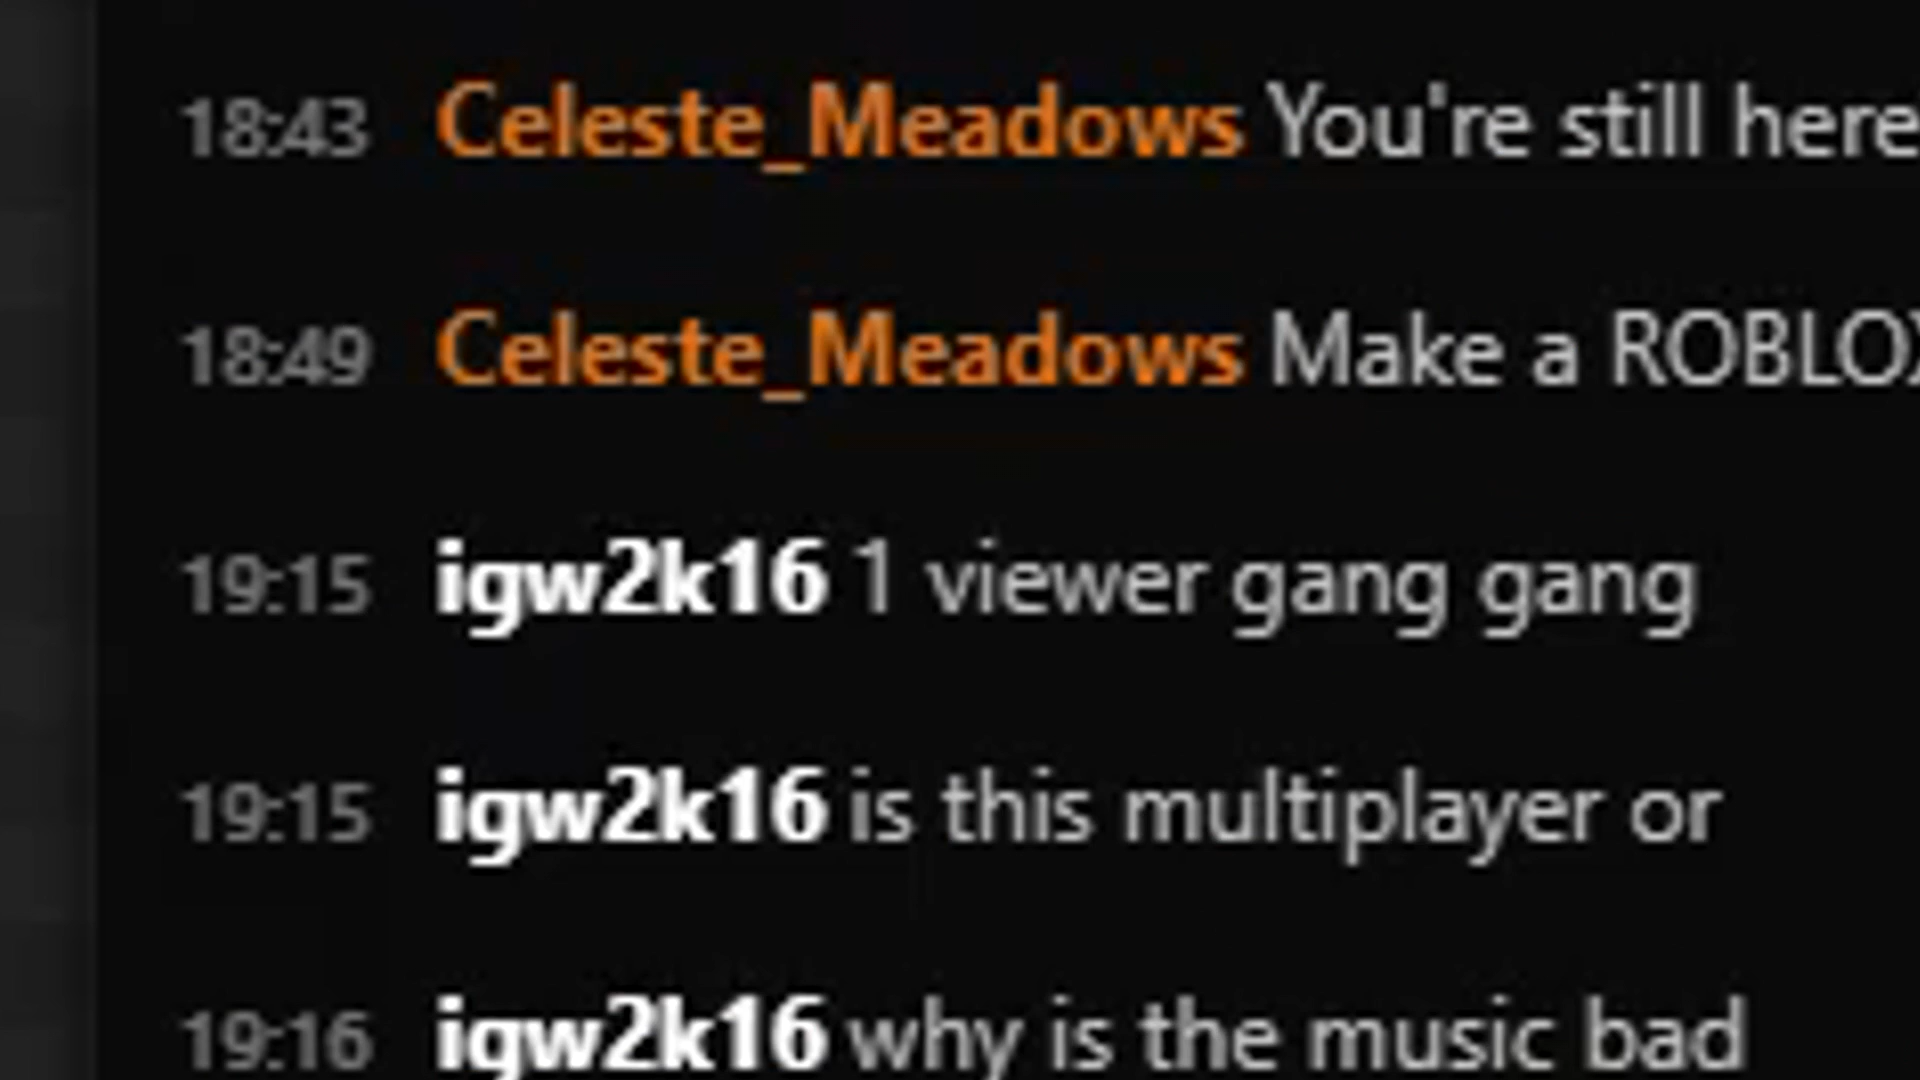 18:43 Celeste_Meadows You're still here
18:49 Celeste_Meadows Make a ROBLOX
19:15 igw2k16 1 viewer gang gang
19:15 igw2k16 is this multiplayer or
19:16 igw2k16 why is the music bad